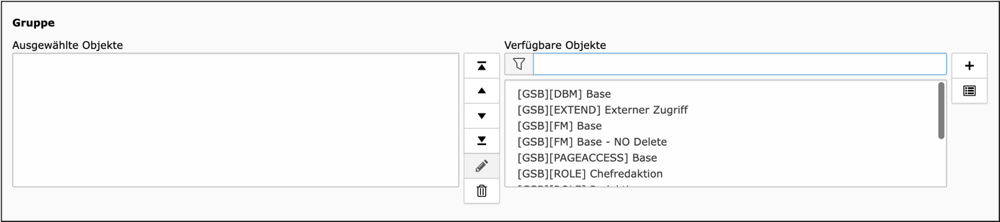 Gruppe
Ausgewählte Objekte
Verfügbare Objekte
[GSB][DBM] Base
[GSB][EXTEND] Externer Zugriff
[GSB][FM] Base
[GSB][FM] Base - NO Delete
[GSB][PAGEACCESS] Base
[GSB][ROLE] Chefredaktion